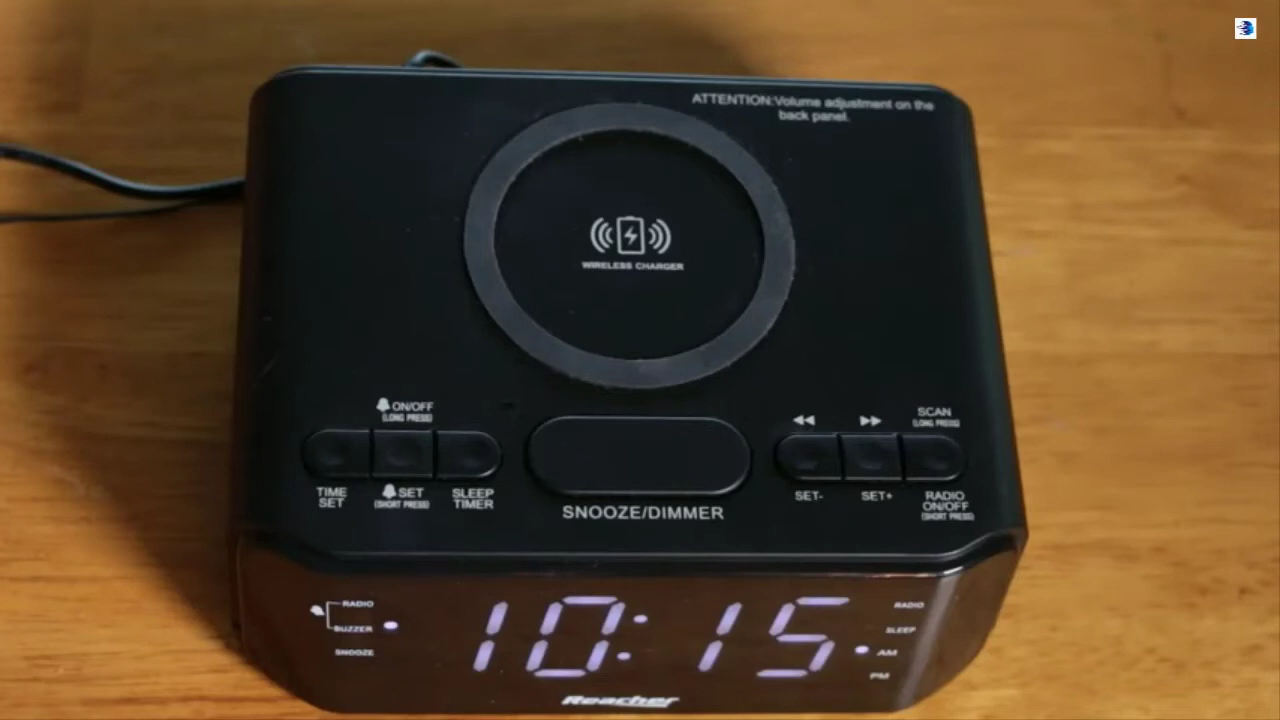 ATTENTION:Volume adjustment on the
back panel.
WIRELESS CHARGER
ON/OFF
(LONG PRESS)
TIME
SET
SET
(SHORT PRESS)
SLEEP
TIMER
SNOOZE/DIMMER
SCAN
(LONG PRESS)
SET-
SET+
RADIO
ON/OFF
(SHORT PRESS)
RADIO
BUZZER
SNOOZE
10:15
RADIO
SLEEP
AM
PM
Reacher